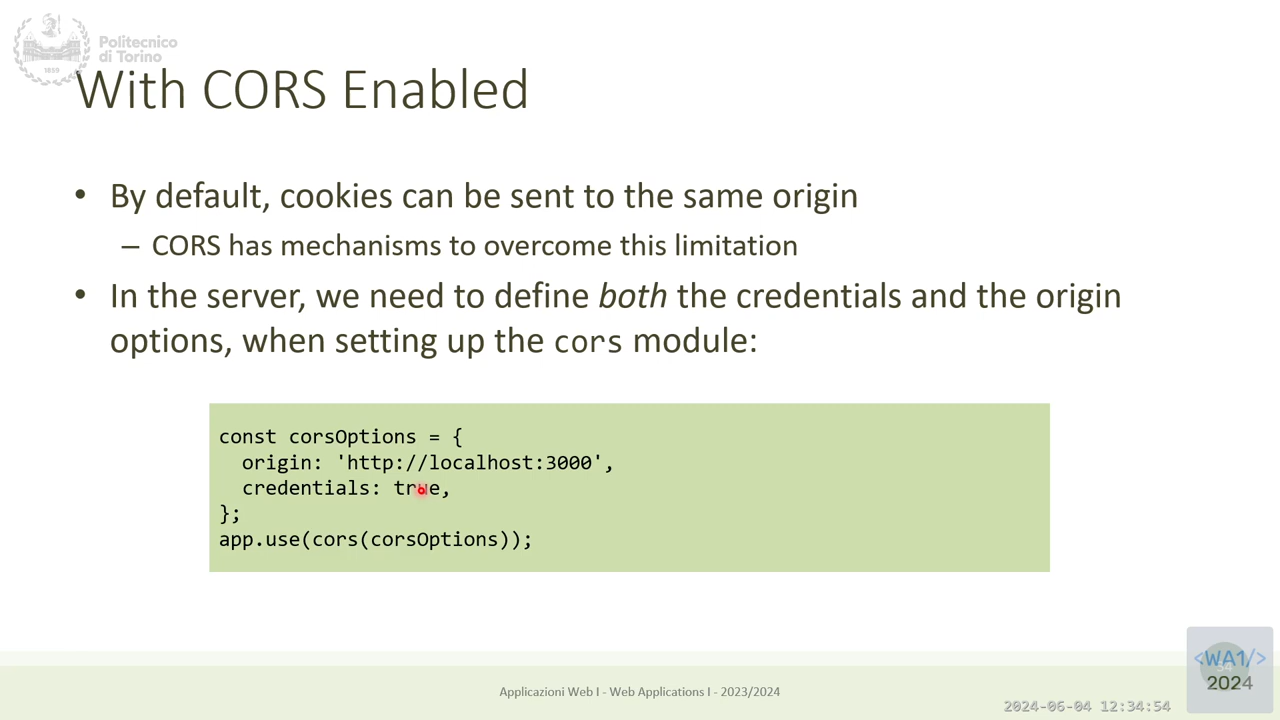 Politecnico
di Torino
1859
With CORS Enabled
• By default, cookies can be sent to the same origin
– CORS has mechanisms to overcome this limitation
• In the server, we need to define both the credentials and the origin
options, when setting up the cors module:
const corsOptions = {
origin: 'http://localhost:3000',
credentials: true,
};
app.use(cors(corsOptions));
Applicazioni Web I - Web Applications I - 2023/2024
<WA1/>
2024
2024-06-04 12:34:54